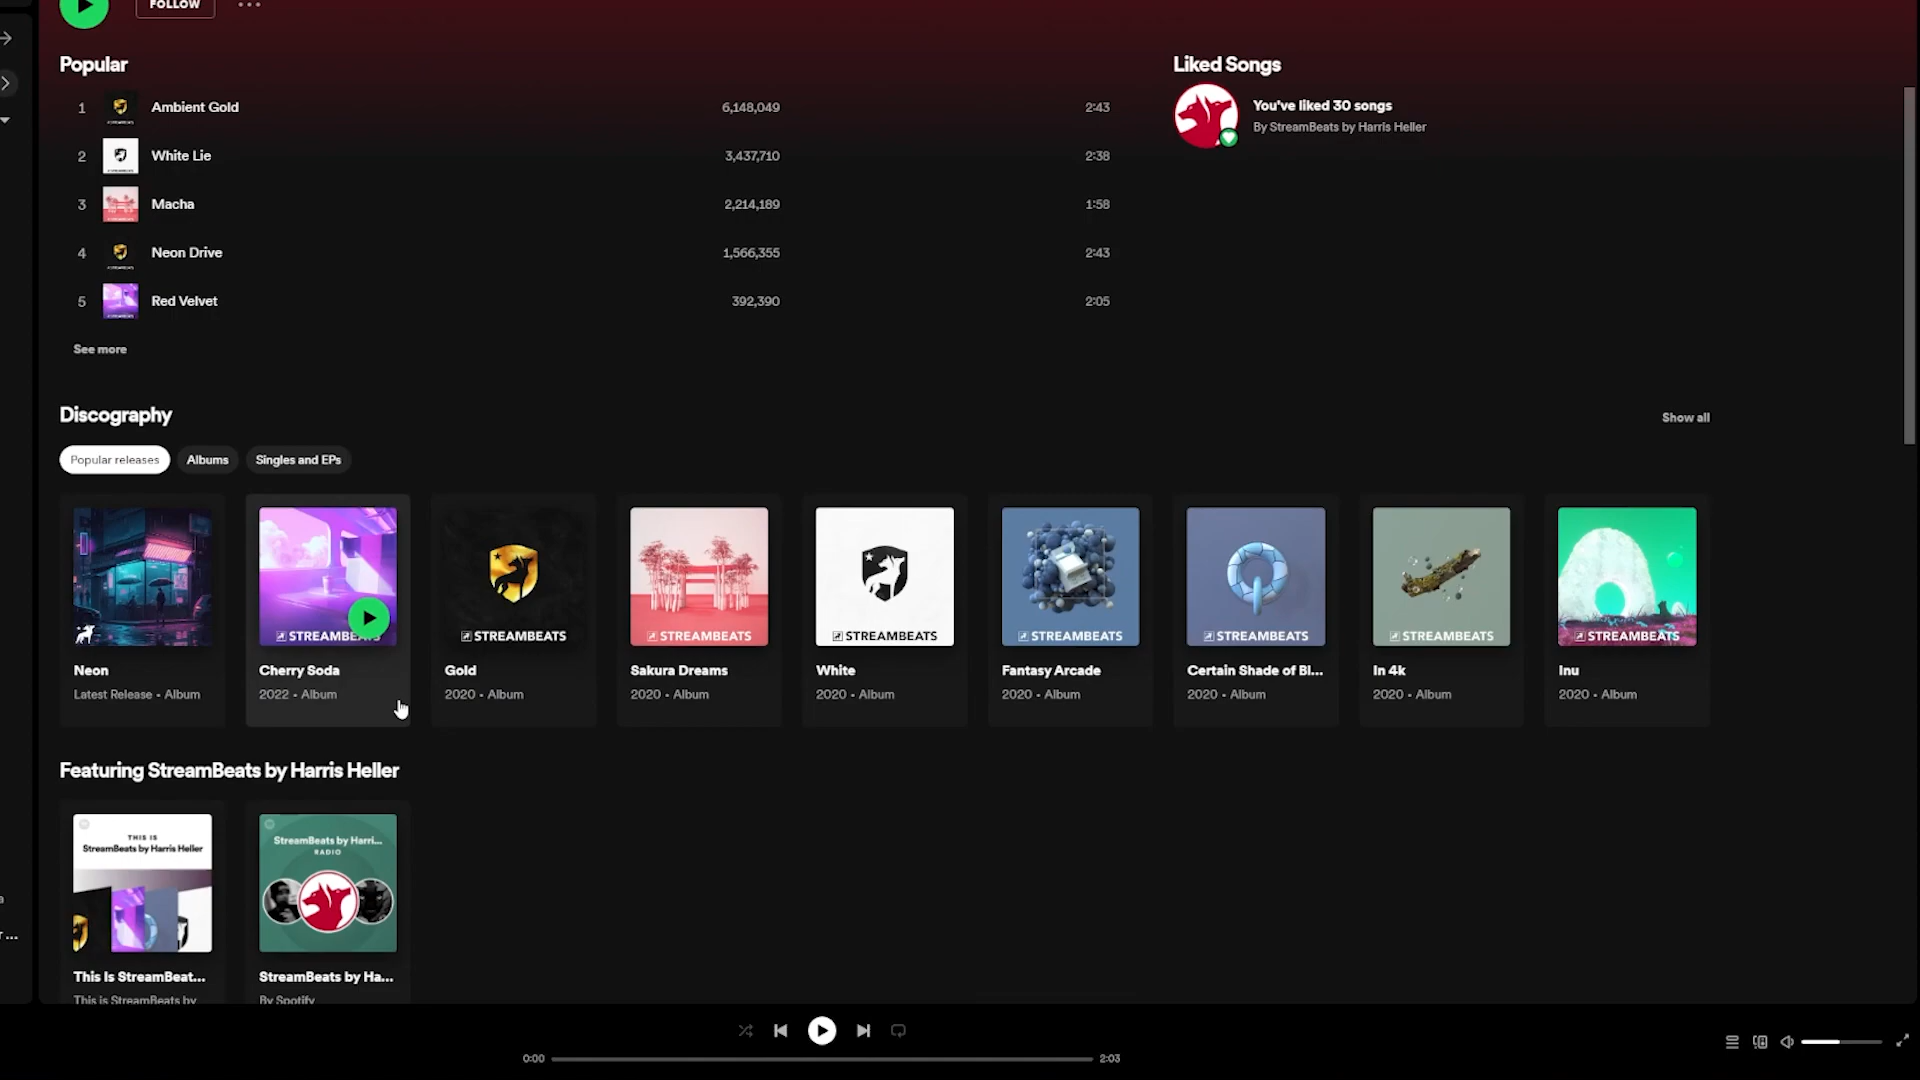 FOLLOW
Popular
Liked Songs
1 Ambient Gold 6,148,049 2:43
You've liked 30 songs
By StreamBeats by Harris Heller
2 White Lie 3,437,710 2:38
3 Macha 2,214,189 1:58
4 Neon Drive 1,566,355 2:43
5 Red Velvet 392,390 2:05
See more
Discography
Show all
Popular releases Albums Singles and EPs
STREAMBEATS STREAMBEATS STREAMBEATS STREAMBEATS STREAMBEATS STREAMBEATS STREAMBEATS
Neon Cherry Soda Gold Sakura Dreams White Fantasy Arcade Certain Shade of Bl... In 4k Inu
Latest Release • Album 2022 • Album 2020 • Album 2020 • Album 2020 • Album 2020 • Album 2020 • Album 2020 • Album 2020 • Album
Featuring StreamBeats by Harris Heller
THIS IS
StreamBeats by Harris Heller
StreamBeats by Harri...
RADIO
This Is StreamBeat... StreamBeats by Ha...
This is StreamBeats by By Spotify
0:00 2:03